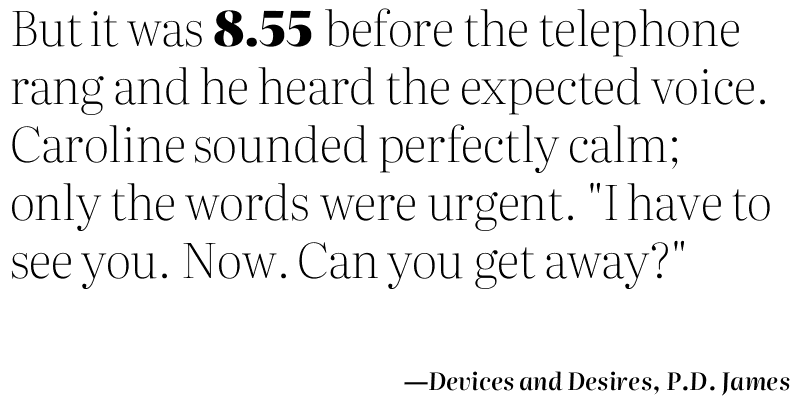 But it was 8.55 before the telephone
rang and he heard the expected voice.
Caroline sounded perfectly calm;
only the words were urgent. "I have to
see you. Now. Can you get away?"
—Devices and Desires, P.D. James